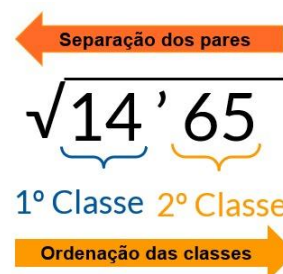 Separação dos pares
√14 ’ 65
1º Classe 2º Classe
Ordenação das classes